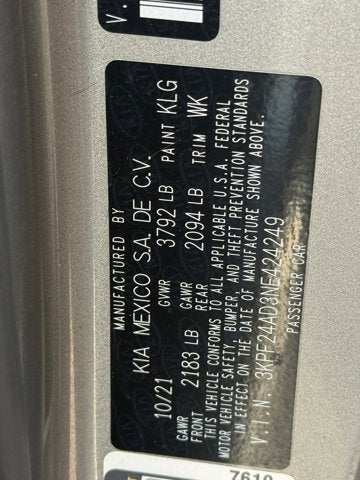 V.
MANUFACTURED BY
KIA MEXICO S.A. DE C.V.
10/21 GVWR 3792 LB PAINT KLG
GAWR FRONT 2183 LB GAWR REAR 2094 LB TRIM WK
THIS VEHICLE CONFORMS TO ALL APPLICABLE U.S.A. FEDERAL
MOTOR VEHICLE SAFETY, BUMPER, AND THEFT PREVENTION STANDARDS
IN EFFECT ON THE DATE OF MANUFACTURE SHOWN ABOVE.
V.I.N. 3KPF24AD3NE424249
PASSENGER CAR
7610